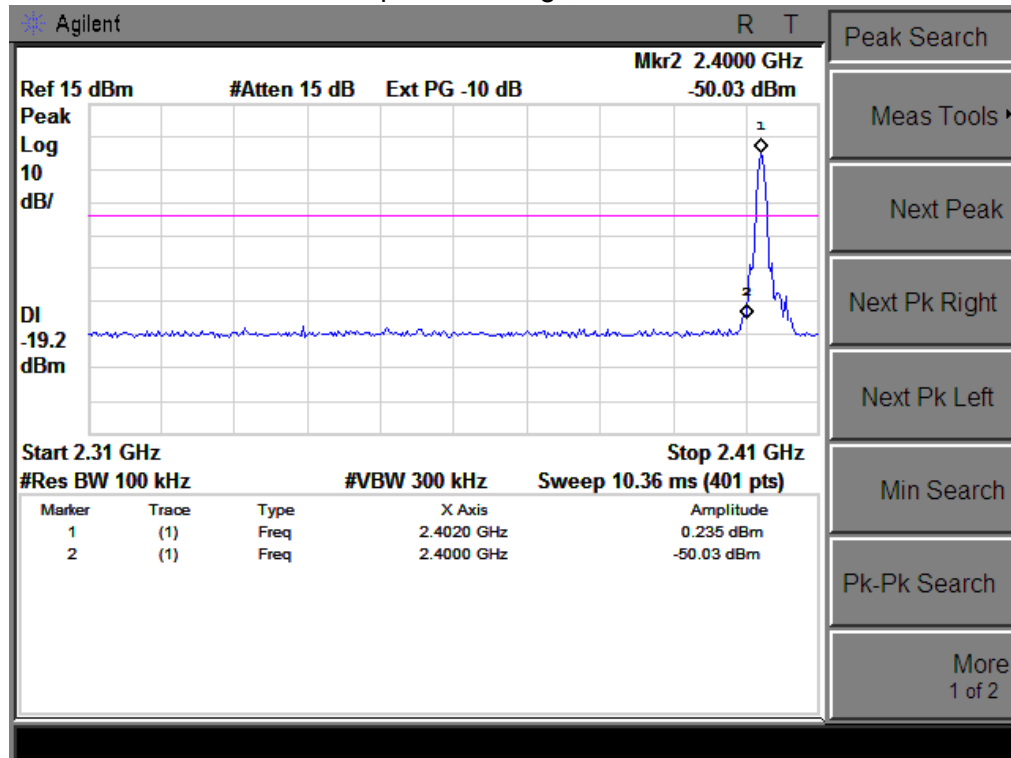 Agilent R T
Peak Search
Mkr2 2.4000 GHz
Ref 15 dBm #Atten 15 dB Ext PG -10 dB -50.03 dBm
Peak
Log
10
dB/
1
2
DI
-19.2
dBm
Start 2.31 GHz Stop 2.41 GHz
#Res BW 100 kHz #VBW 300 kHz Sweep 10.36 ms (401 pts)
Marker Trace Type X Axis Amplitude
1 (1) Freq 2.4020 GHz 0.235 dBm
2 (1) Freq 2.4000 GHz -50.03 dBm
Meas Tools
Next Peak
Next Pk Right
Next Pk Left
Min Search
Pk-Pk Search
More
1 of 2